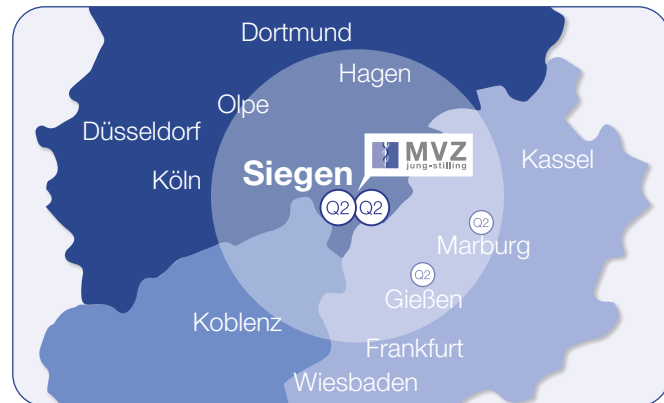 Dortmund
Hagen
Olpe
Düsseldorf
MVZ
jung-stilling
Kassel
Siegen
Köln
Q2 Q2
Q2
Marburg
Q2
Gießen
Koblenz
Frankfurt
Wiesbaden